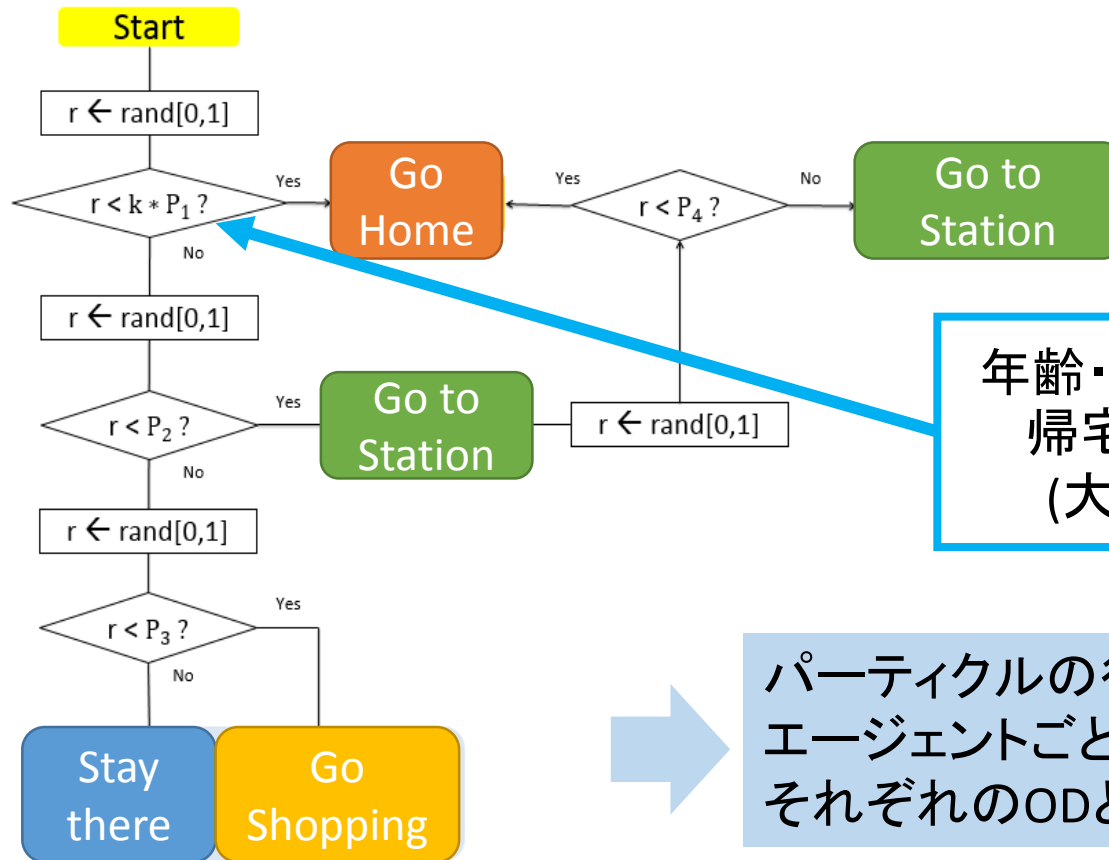 Start
r ← rand[0,1]
r < k * P₁ ?
Yes
No
Go
Home
Yes
r < P₄ ?
No
Go to
Station
r ← rand[0,1]
r < P₂ ?
Yes
No
Go to
Station
r ← rand[0,1]
r ← rand[0,1]
r < P₃ ?
Yes
No
Stay
there
Go
Shopping
年齢・
帰宅
(大
パーティクルの
エージェントごと
それぞれのODと